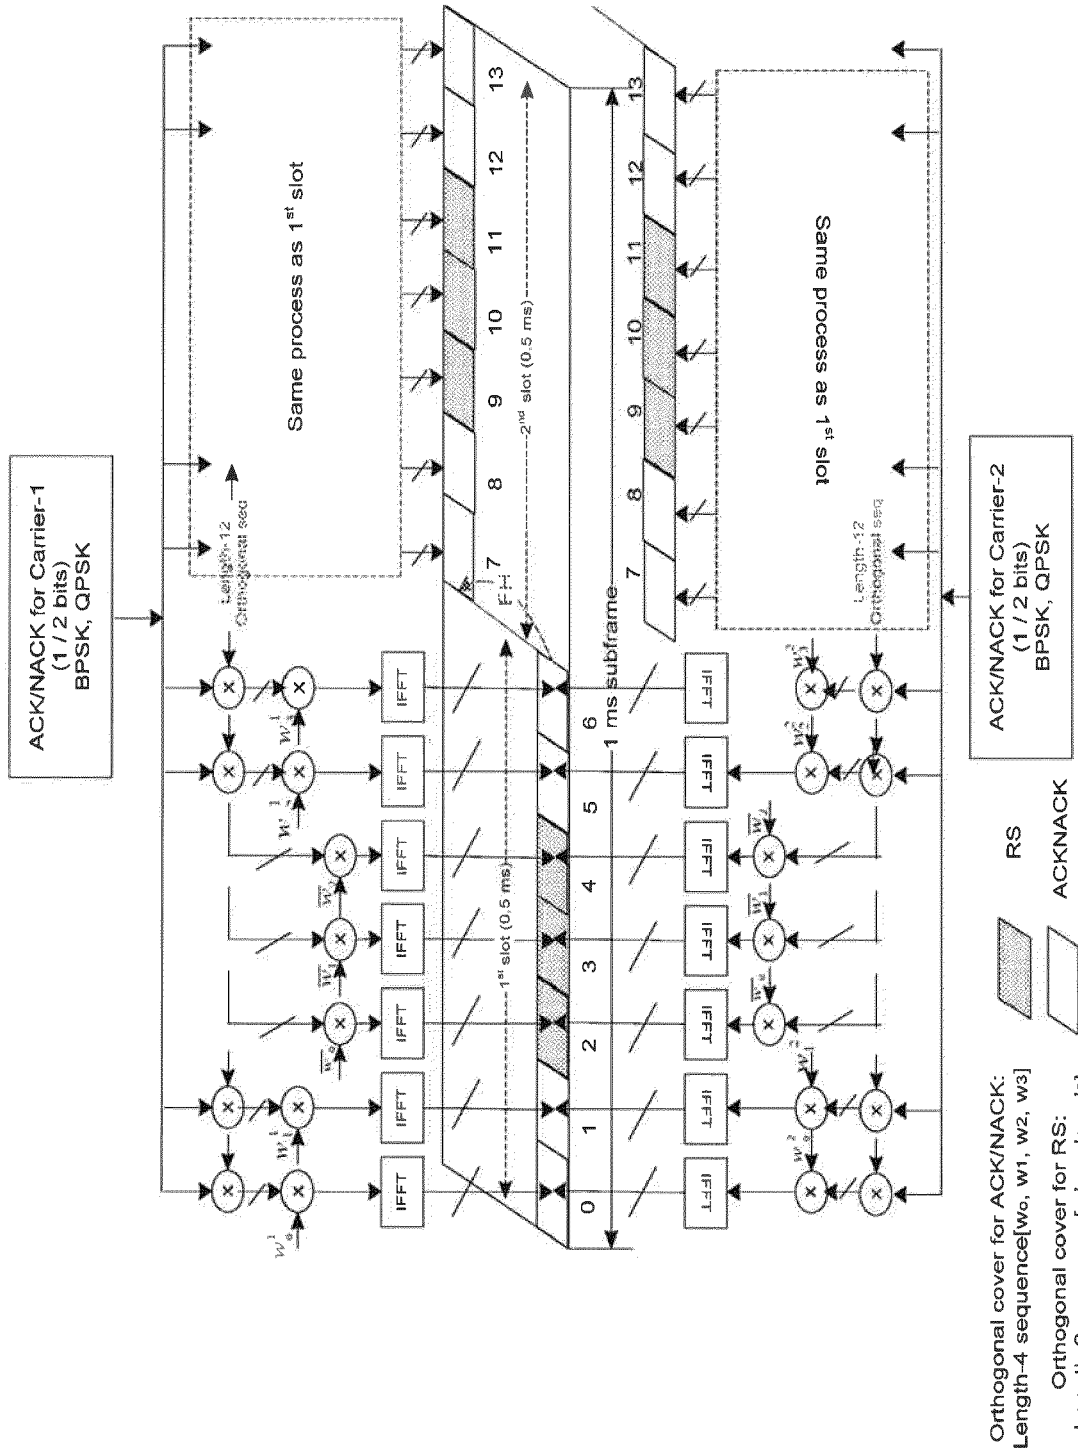 ACK/NACK for Carrier-1
(1 / 2 bits)
BPSK, QPSK
Length-12
Orthogonal seq
Same process as 1st slot
IFFT
IFFT
IFFT
IFFT
IFFT
IFFT
IFFT
1st slot (0.5 ms)
2nd slot (0.5 ms)
FH
7
8
9
10
11
12
13
0
1
2
3
4
5
6
1 ms subframe
7
8
9
10
11
12
13
IFFT
IFFT
IFFT
IFFT
IFFT
IFFT
IFFT
Length-12
Orthogonal seq
Same process as 1st slot
ACK/NACK for Carrier-2
(1 / 2 bits)
BPSK, QPSK
Orthogonal cover for ACK/NACK:
Length-4 sequence[w0, w1, w2, w3]
Orthogonal cover for RS:
RS
ACKNACK